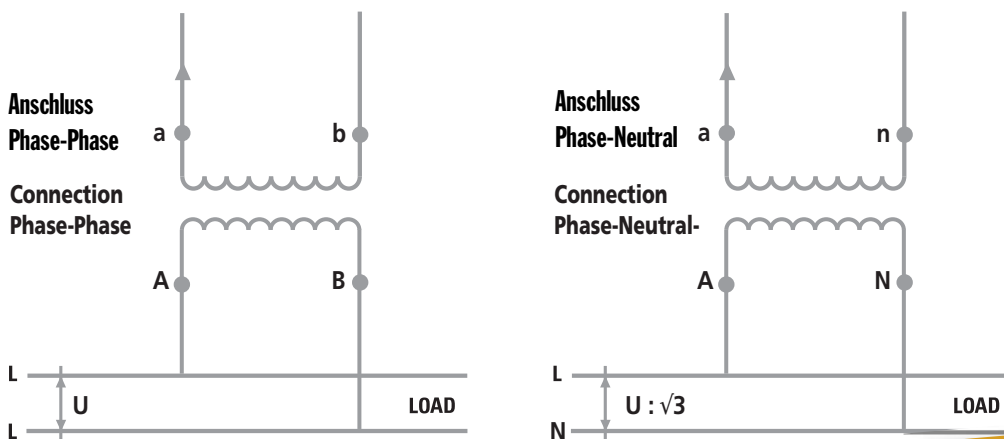 Anschluss
Phase-Phase
a
b
Connection
Phase-Phase
A
B
L
U
LOAD
L
Anschluss
Phase-Neutral
a
n
Connection
Phase-Neutral-
A
N
L
U : √3
LOAD
N